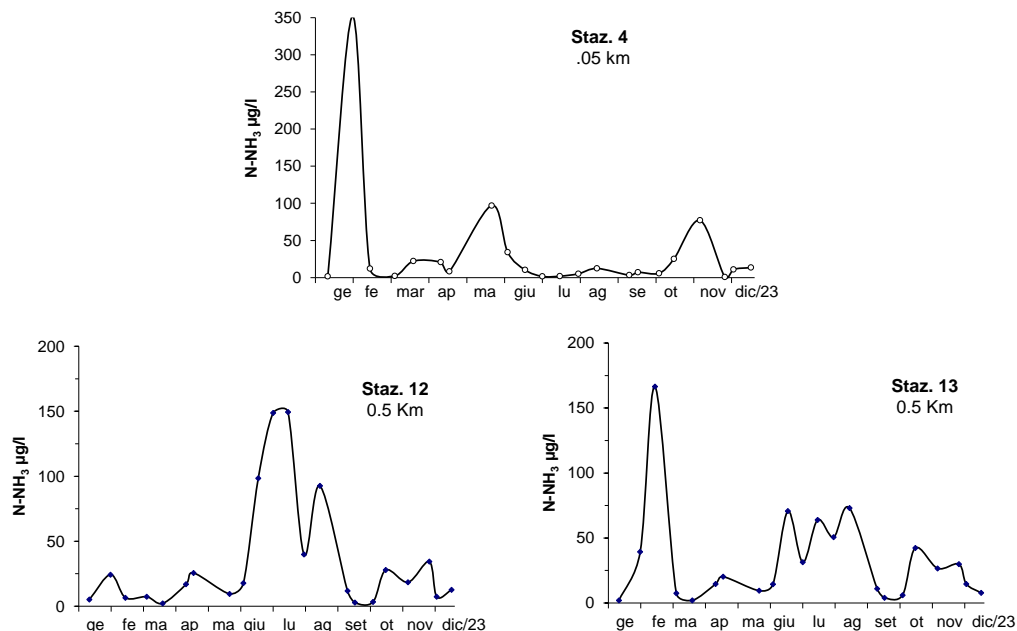 Staz. 4
.05 km
N-NH₃ µg/l
350
300
250
200
150
100
50
0
ge fe mar ap ma giu lu ag se ot nov dic/23
Staz. 12
0.5 Km
N-NH₃ µg/l
200
150
100
50
0
ge fe ma ap ma giu lu ag set ot nov dic/23
Staz. 13
0.5 Km
N-NH₃ µg/l
200
150
100
50
0
ge fe ma ap ma giu lu ag set ot nov dic/23